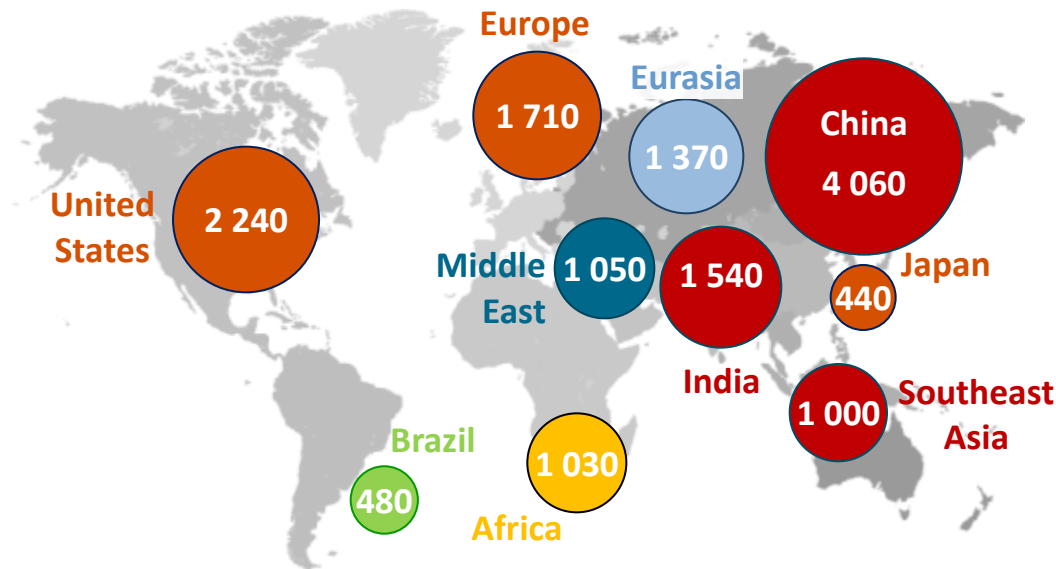 Europe
1 710
Eurasia
1 370
China
4 060
United
States
2 240
Middle
East
1 050
1 540
India
Japan
440
Southeast
Asia
1 000
Brazil
480
1 030
Africa